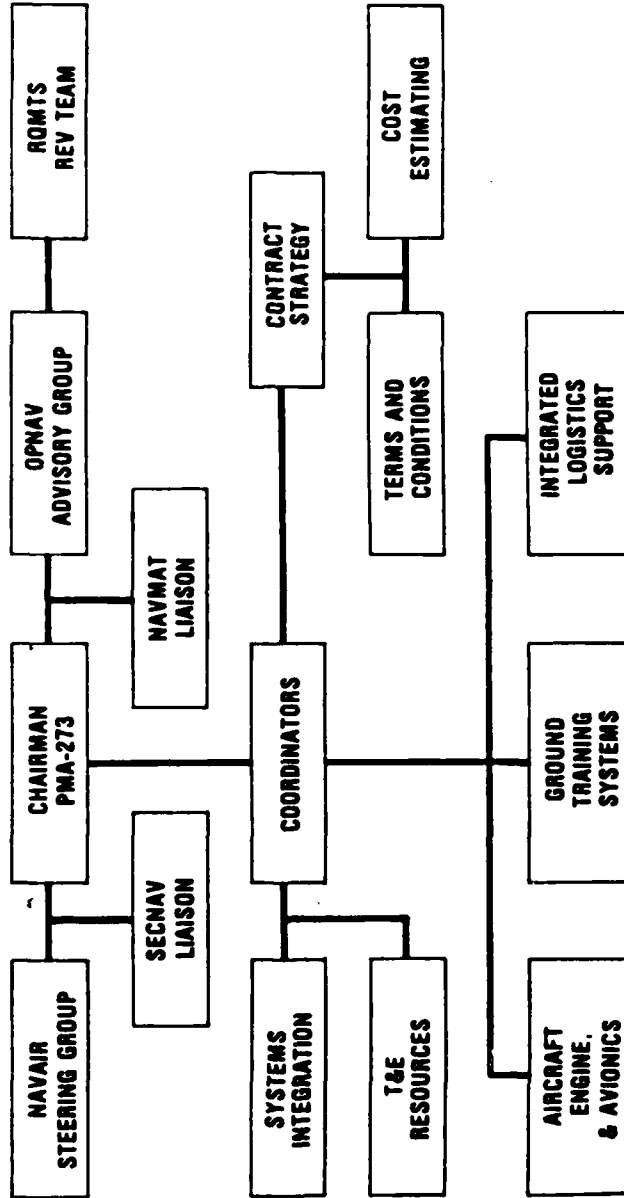 NAVAIR
STEERING GROUP
CHAIRMAN
PMA-273
OPNAV
ADVISORY GROUP
RQMTS
REV TEAM
SECNAV
LIAISON
NAVMAT
LIAISON
SYSTEMS
INTEGRATION
COORDINATORS
CONTRACT
STRATEGY
T&E
RESOURCES
TERMS AND
CONDITIONS
COST
ESTIMATING
AIRCRAFT
ENGINE,
& AVIONICS
GROUND
TRAINING
SYSTEMS
INTEGRATED
LOGISTICS
SUPPORT